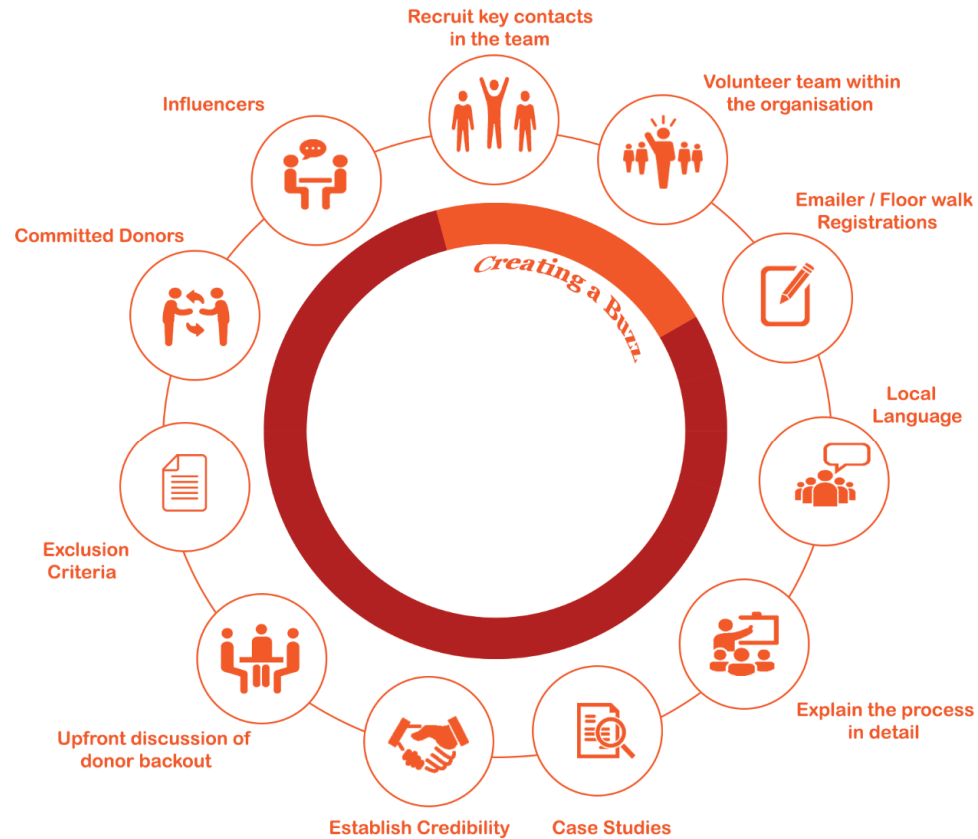 Recruit key contacts
in the team
Volunteer team within
the organisation
Emailer / Floor walk
Registrations
Local
Language
Explain the process
in detail
Case Studies
Establish Credibility
Upfront discussion of
donor backout
Exclusion
Criteria
Committed Donors
Influencers
Creating a Buzz